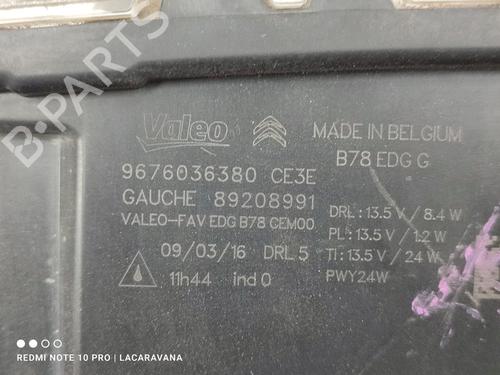 B-PARTS
Valeo
MADE IN BELGIUM
B78 EDG G
9676036380 CE3E
GAUCHE 89208991
VALEO-FAV EDG B78 GEM00
DRL : 13.5 V / 8.4 W
PL : 13.5 V / 1.2 W
TI : 13.5 V / 24 W
PWY24W
09/03/16 DRL 5
11h44 ind 0
REDMI NOTE 10 PRO | LACARAVANA